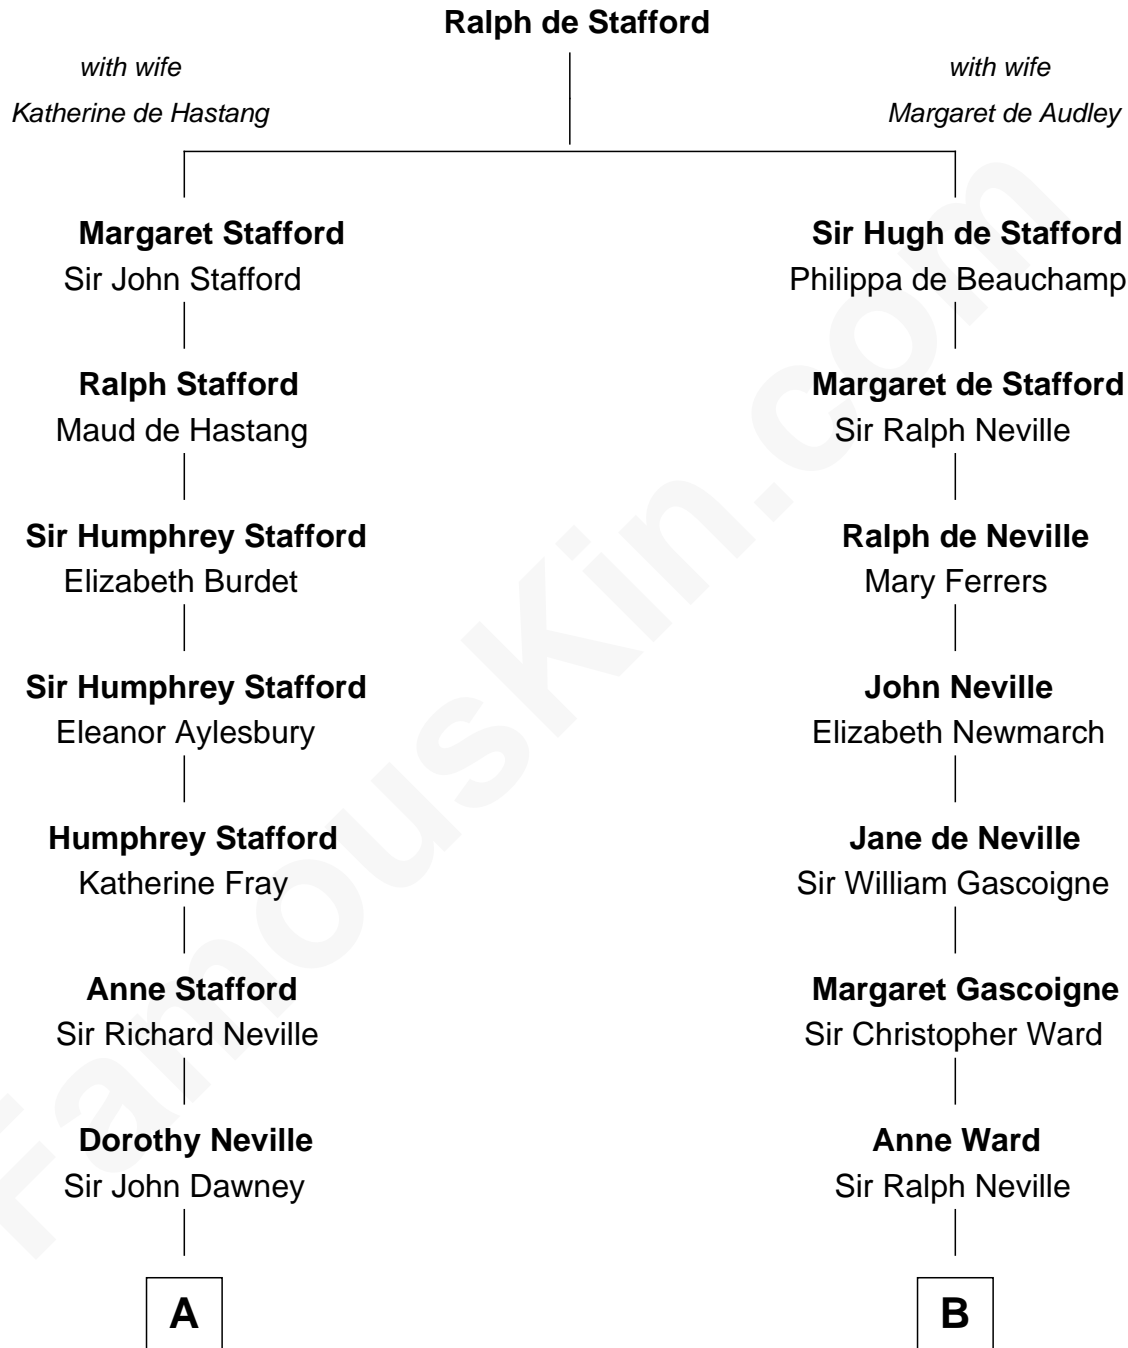 Ralph de Stafford
with wife
Katherine de Hastang
with wife
Margaret de Audley
Margaret Stafford
Sir John Stafford
Sir Hugh de Stafford
Philippa de Beauchamp
Ralph Stafford
Maud de Hastang
Margaret de Stafford
Sir Ralph Neville
Sir Humphrey Stafford
Elizabeth Burdet
Ralph de Neville
Mary Ferrers
Sir Humphrey Stafford
Eleanor Aylesbury
John Neville
Elizabeth Newmarch
Humphrey Stafford
Katherine Fray
Jane de Neville
Sir William Gascoigne
Anne Stafford
Sir Richard Neville
Margaret Gascoigne
Sir Christopher Ward
Dorothy Neville
Sir John Dawney
Anne Ward
Sir Ralph Neville
A
B
FamousKin.com